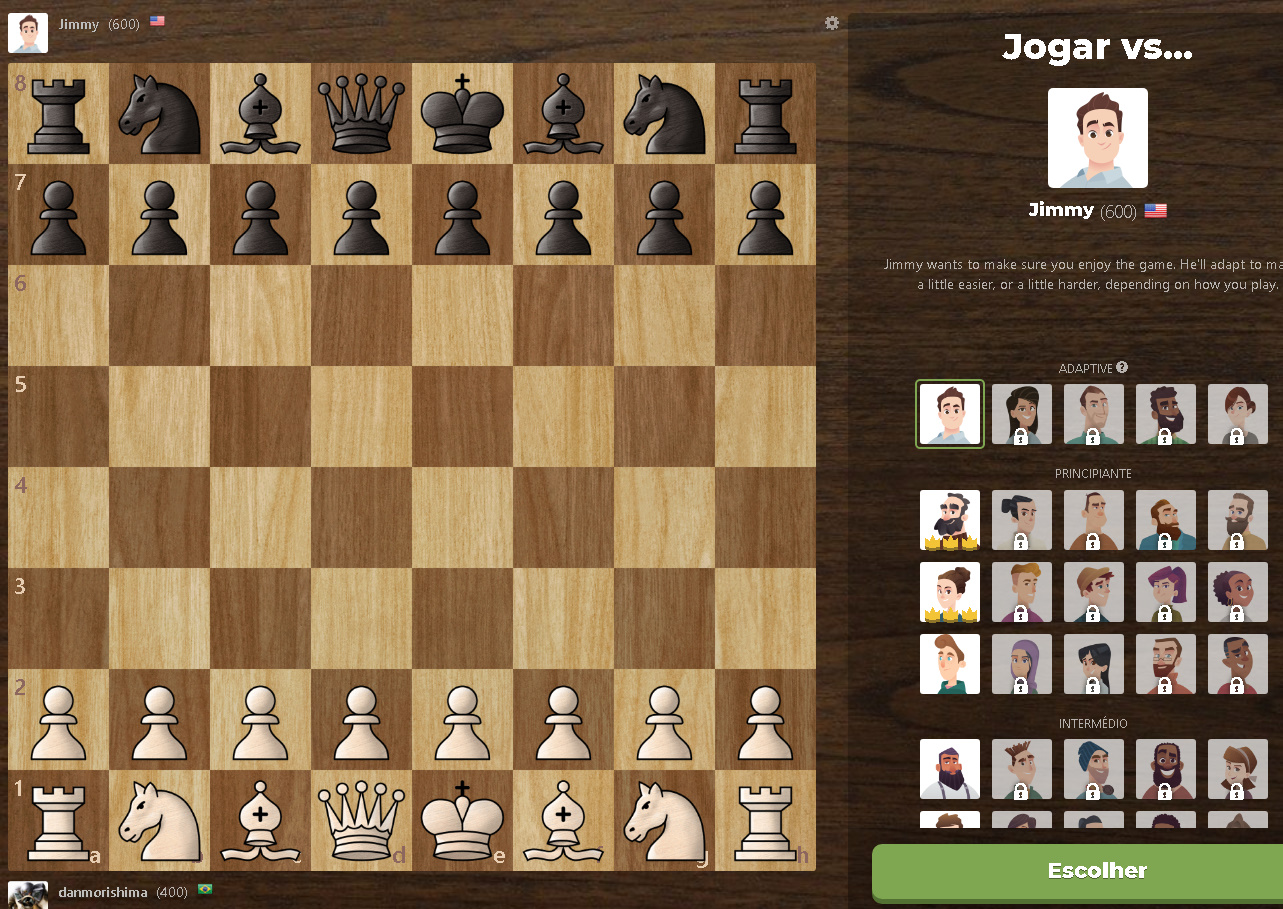 Jimmy (600)
Jogar vs...
8
7
6
5
4
3
2
1
a
c
d
e
g
h
Jimmy (600)
Jimmy wants to make sure you enjoy the game. He'll adapt to ma
a little easier, or a little harder, depending on how you play.
ADAPTIVE ?
PRINCIPIANTE
INTERMÉDIO
Escolher
danmorishima (400)